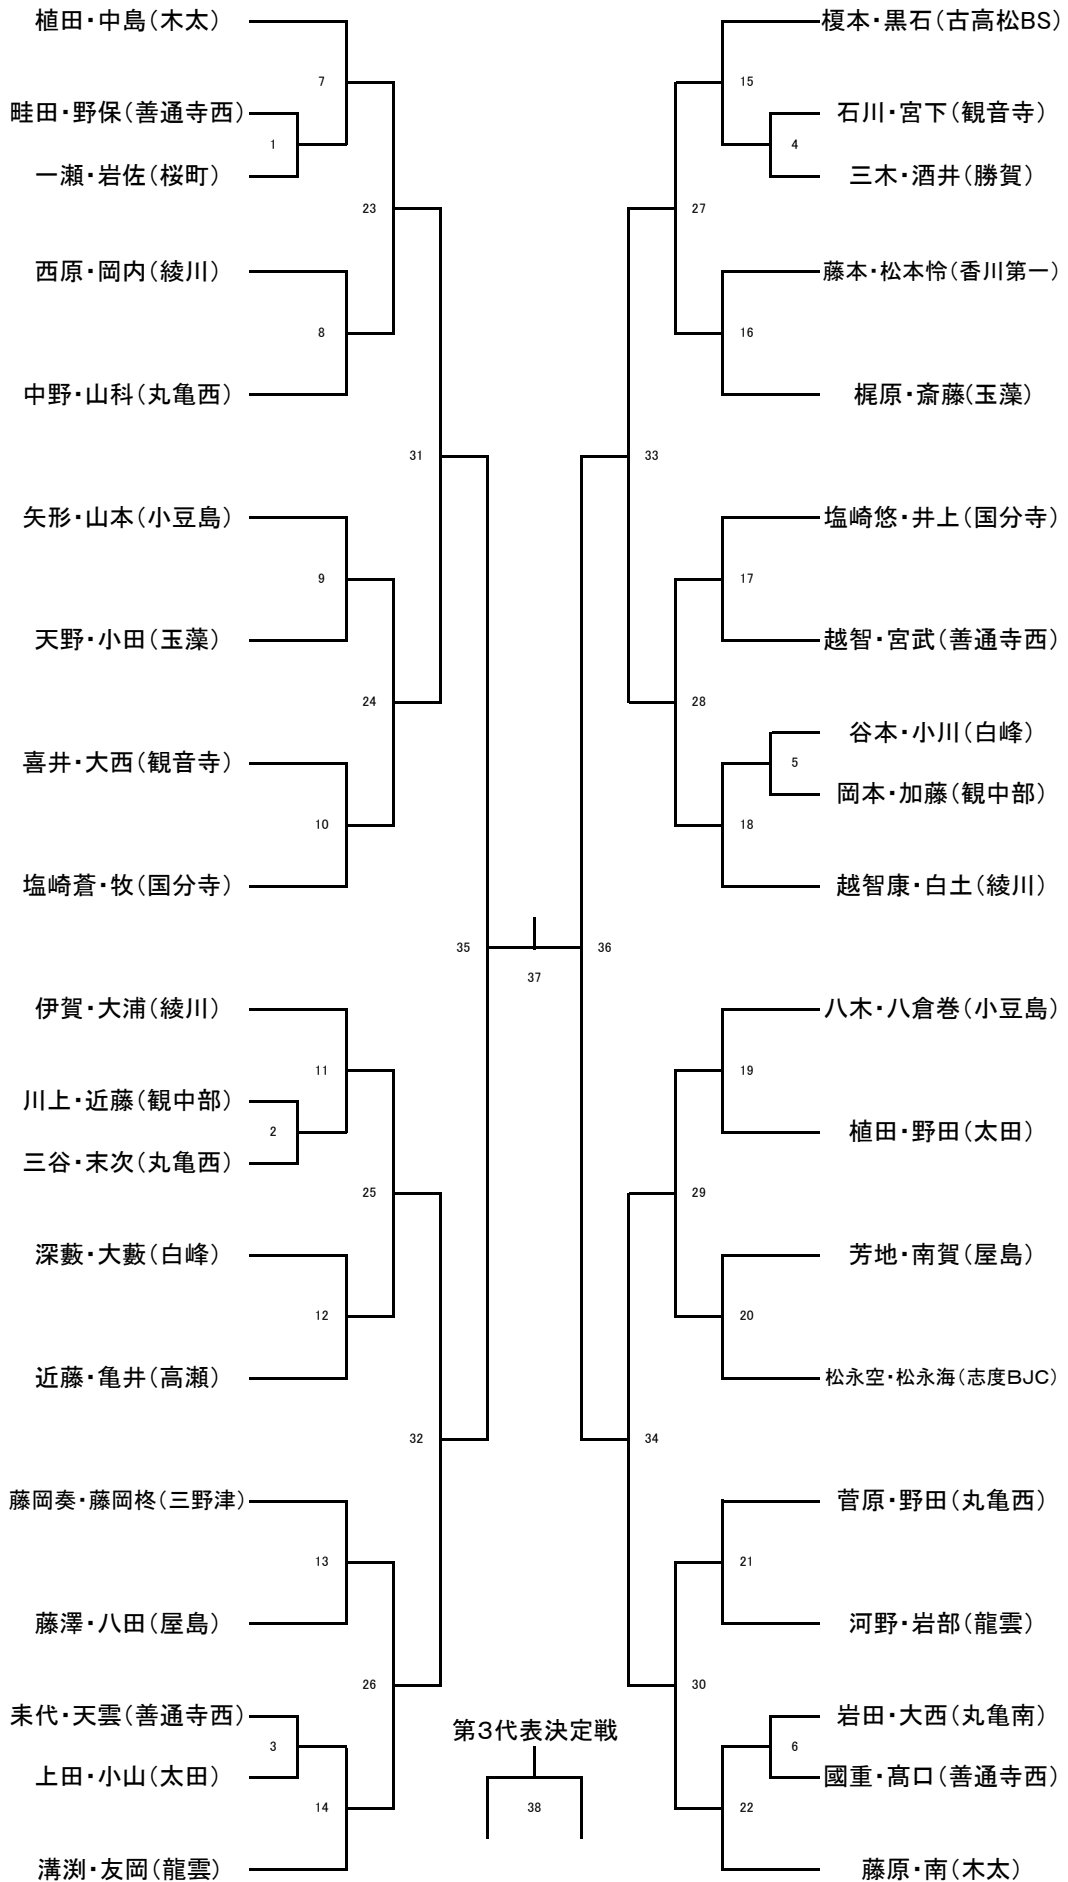 植田・中島(木太)
7
畦田・野保(善通寺西)
1
一瀬・岩佐(桜町)
23
西原・岡内(綾川)
8
中野・山科(丸亀西)
31
矢形・山本(小豆島)
9
天野・小田(玉藻)
24
喜井・大西(観音寺)
10
塩崎蒼・牧(国分寺)
35
伊賀・大浦(綾川)
11
川上・近藤(観中部)
2
三谷・末次(丸亀西)
25
深藪・大藪(白峰)
12
近藤・亀井(高瀬)
32
藤岡奏・藤岡柊(三野津)
13
藤澤・八田(屋島)
26
耒代・天雲(善通寺西)
3
上田・小山(太田)
14
溝渕・友岡(龍雲)
37
第3代表決定戦
38
榎本・黒石(古高松BS)
15
石川・宮下(観音寺)
4
三木・酒井(勝賀)
27
藤本・松本怜(香川第一)
16
梶原・斎藤(玉藻)
33
塩崎悠・井上(国分寺)
17
越智・宮武(善通寺西)
28
谷本・小川(白峰)
5
岡本・加藤(観中部)
18
越智康・白土(綾川)
36
八木・八倉巻(小豆島)
19
植田・野田(太田)
29
芳地・南賀(屋島)
20
松永空・松永海(志度BJC)
34
菅原・野田(丸亀西)
21
河野・岩部(龍雲)
30
岩田・大西(丸亀南)
6
國重・髙口(善通寺西)
22
藤原・南(木太)